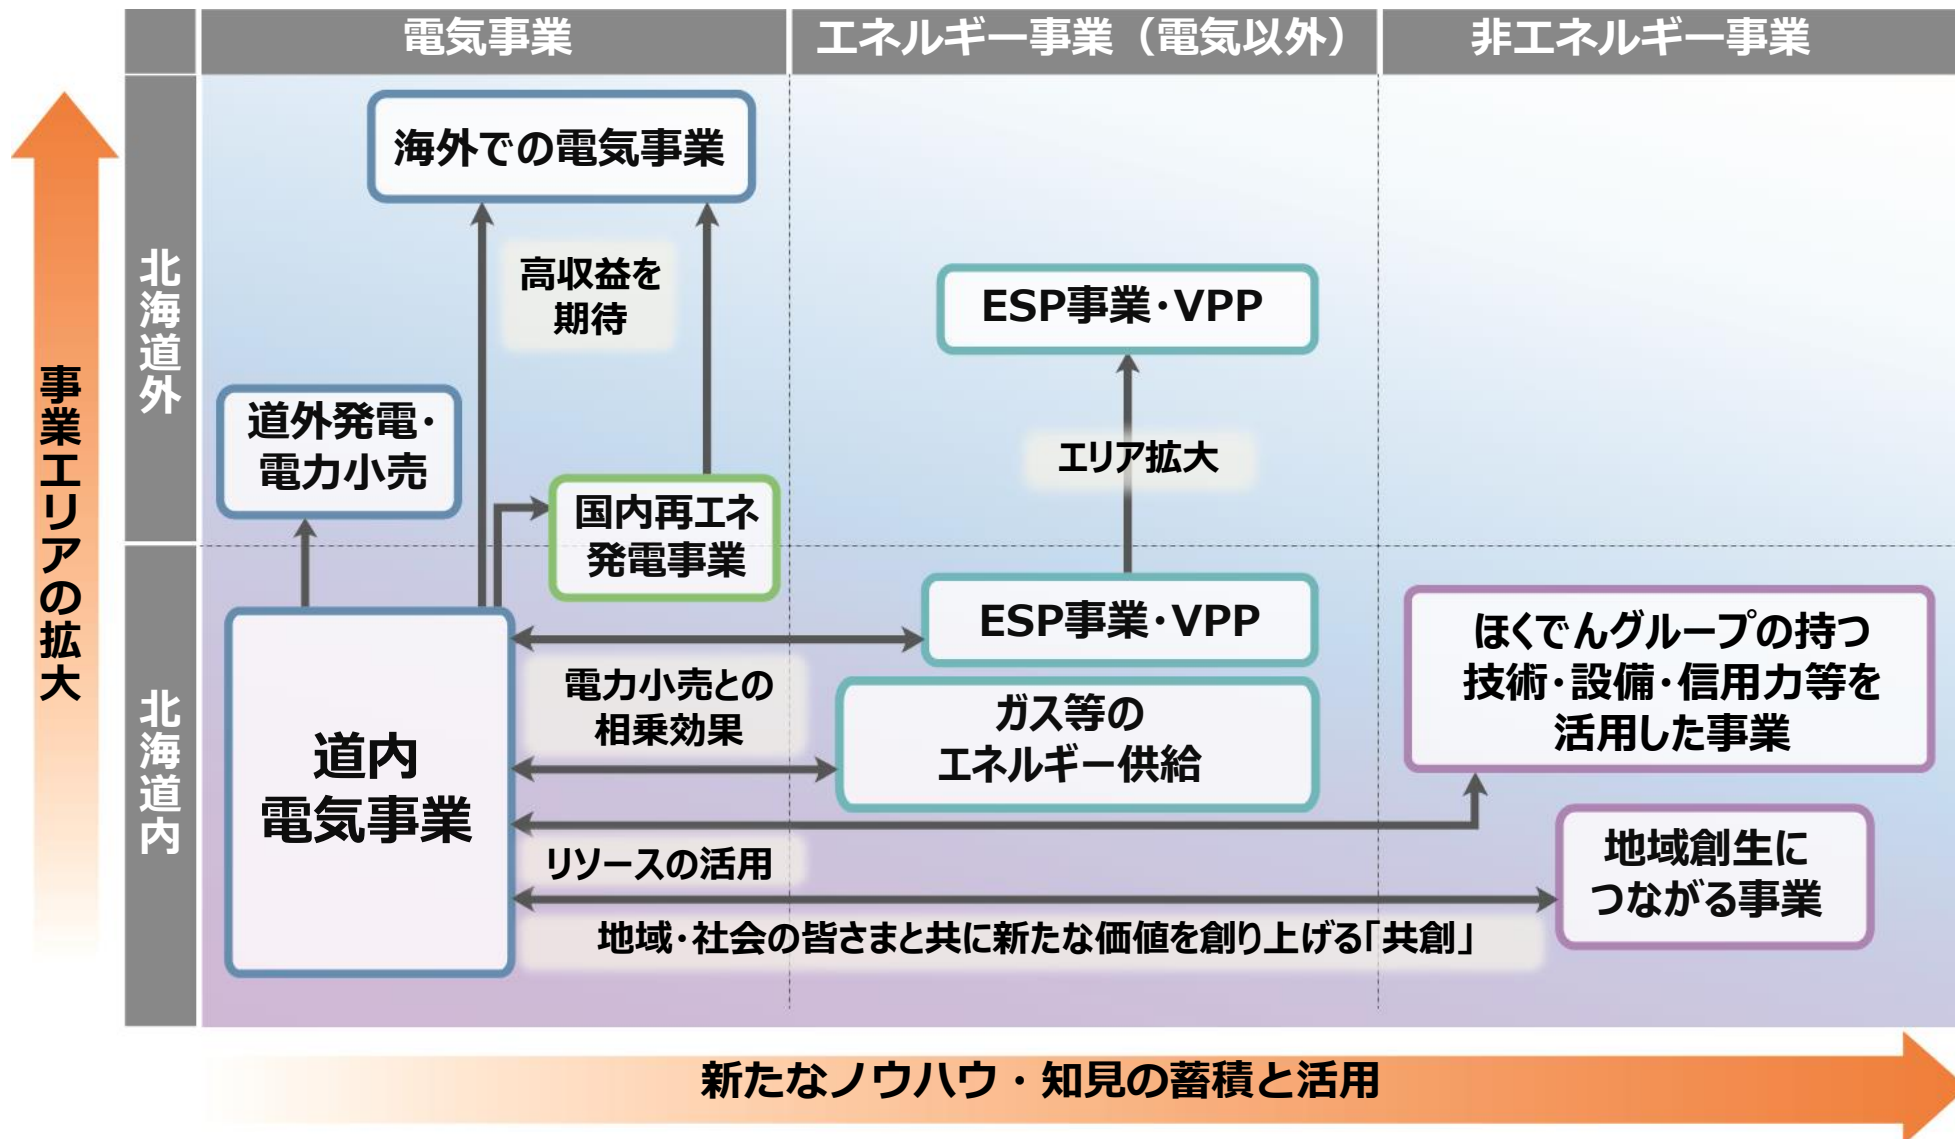 電気事業
エネルギー事業（電気以外）
非エネルギー事業
事業エリアの拡大
北海道外
北海道内
海外での電気事業
高収益を
期待
道外発電・
電力小売
国内再エネ
発電事業
ESP事業・VPP
エリア拡大
ESP事業・VPP
電力小売との
相乗効果
ガス等の
エネルギー供給
道内
電気事業
ほくでんグループの持つ
技術・設備・信用力等を
活用した事業
リソースの活用
地域創生に
つながる事業
地域・社会の皆さまと共に新たな価値を創り上げる「共創」
新たなノウハウ・知見の蓄積と活用